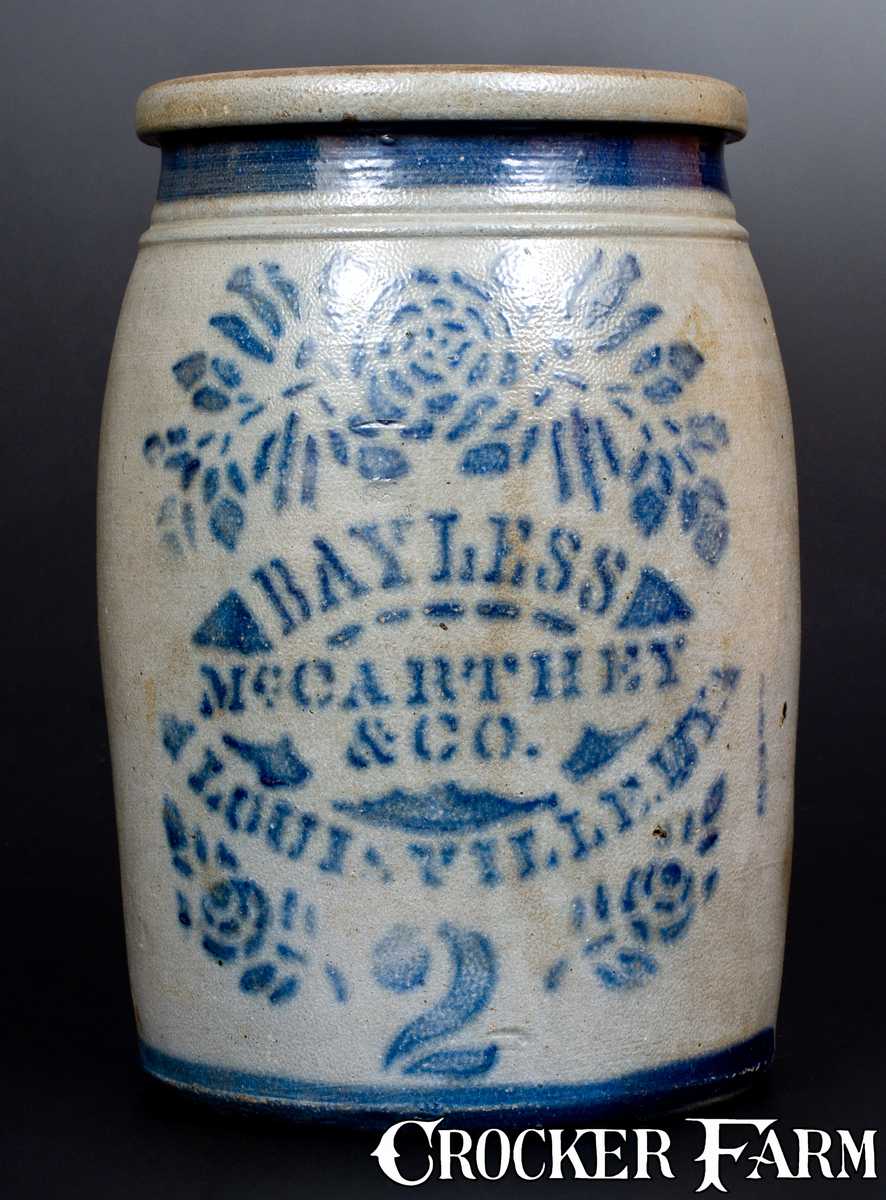 BAYLESS
McCARTHEY
& CO.
LOUISVILLE. KY.
2
CROCKER FARM